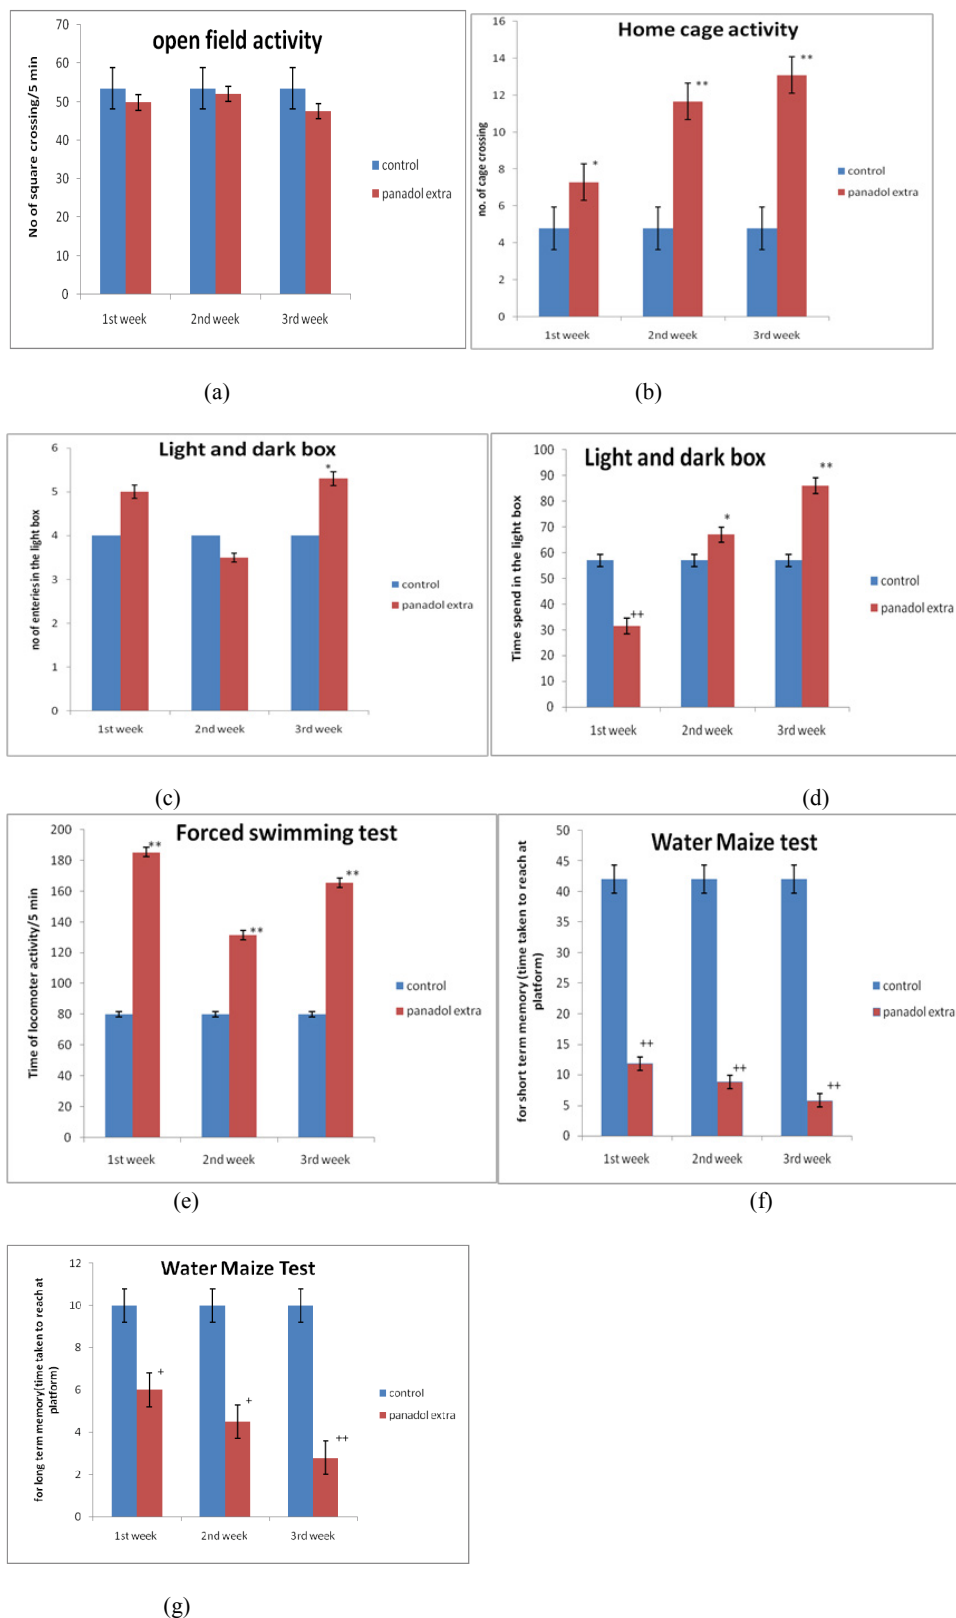 open field activity
No of square crossing/5 min
70
60
50
40
30
20
10
0
1st week 2nd week 3rd week
control
panadol extra
(a)
Home cage activity
no. of cage crossing
16
14
12
10
8
6
4
2
0
* ** **
1st week 2nd week 3rd week
control
panadol extra
(b)
Light and dark box
no of enteries in the light box
6
5
4
3
2
1
0
*
1st week 2nd week 3rd week
control
panadol extra
(c)
Light and dark box
Time spend in the light box
100
90
80
70
60
50
40
30
20
10
0
++ * **
1st week 2nd week 3rd week
control
panadol extra
(d)
Forced swimming test
Time of locomoter activity/5 min
200
180
160
140
120
100
80
60
40
20
0
** ** **
1st week 2nd week 3rd week
control
panadol extra
(e)
Water Maize test
for short term memory (time taken to reach at
platform)
50
45
40
35
30
25
20
15
10
5
0
++ ++ ++
1st week 2nd week 3rd week
control
panadol extra
(f)
Water Maize Test
for long term memory(time taken to reach at
platform)
12
10
8
6
4
2
0
+ + ++
1st week 2nd week 3rd week
control
panadol extra
(g)